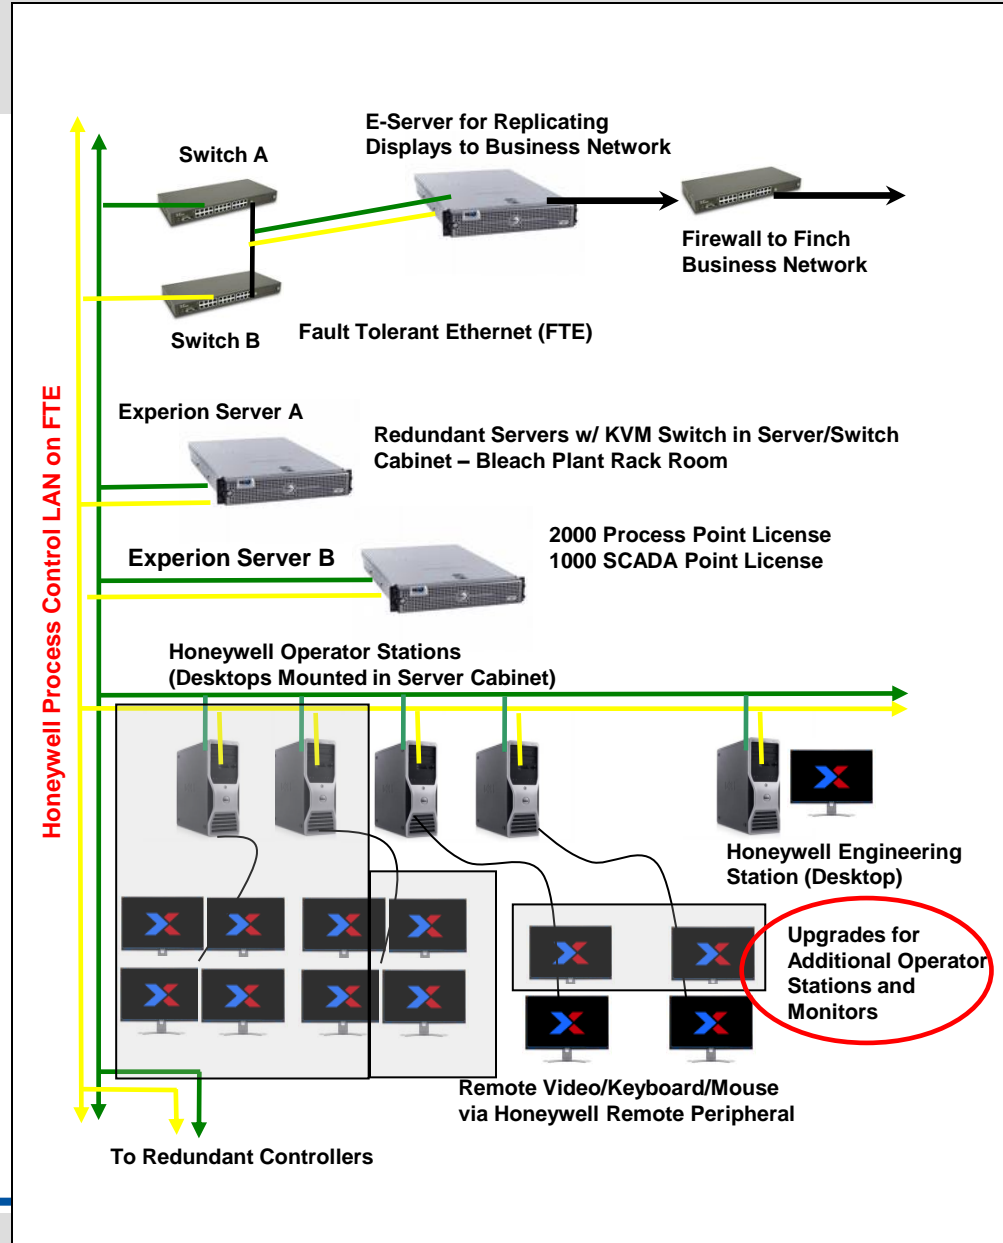 E-Server for Replicating
Displays to Business Network
Switch A
Firewall to Finch
Business Network
Switch B
Fault Tolerant Ethernet (FTE)
Honeywell Process Control LAN on FTE
Experion Server A
Redundant Servers w/ KVM Switch in Server/Switch
Cabinet – Bleach Plant Rack Room
2000 Process Point License
1000 SCADA Point License
Experion Server B
Honeywell Operator Stations
(Desktops Mounted in Server Cabinet)
Honeywell Engineering
Station (Desktop)
Upgrades for
Additional Operator
Stations and
Monitors
Remote Video/Keyboard/Mouse
via Honeywell Remote Peripheral
To Redundant Controllers